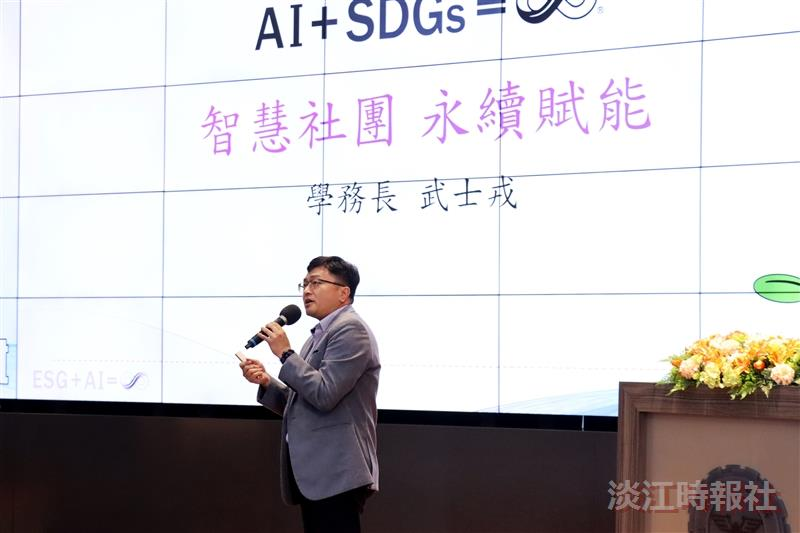 AI+SDGs=
智慧社團 永續賦能
學務長 武士戎
ESG+AI=
淡江時報社